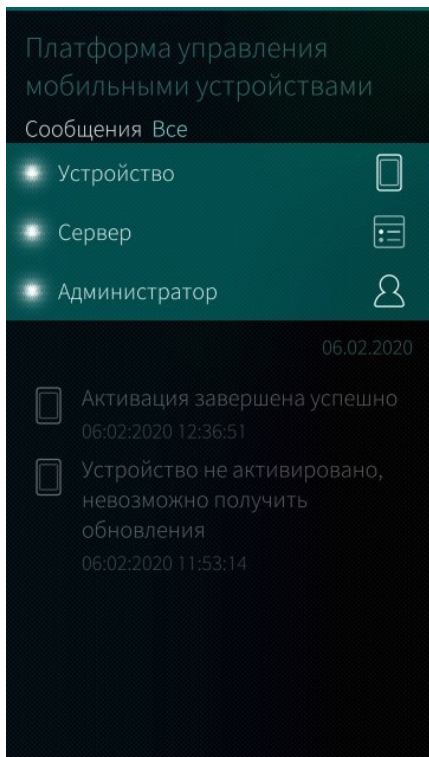 Платформа управления
мобильными устройствами
Сообщения Все
Устройство
Сервер
Администратор
06.02.2020
Активация завершена успешно
06:02:2020 12:36:51
Устройство не активировано,
невозможно получить
обновления
06:02:2020 11:53:14